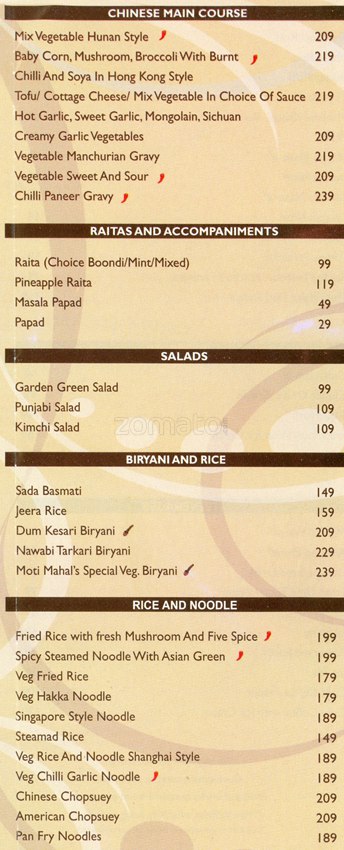 CHINESE MAIN COURSE
Mix Vegetable Hunan Style 209
Baby Corn, Mushroom, Broccoli With Burnt 219
Chilli And Soya In Hong Kong Style
Tofu/ Cottage Cheese/ Mix Vegetable In Choice Of Sauce 219
Hot Garlic, Sweet Garlic, Mongolain, Sichuan
Creamy Garlic Vegetables 209
Vegetable Manchurian Gravy 219
Vegetable Sweet And Sour 209
Chilli Paneer Gravy 239
RAITAS AND ACCOMPANIMENTS
Raita (Choice Boondi/Mint/Mixed) 99
Pineapple Raita 119
Masala Papad 49
Papad 29
SALADS
Garden Green Salad 99
Punjabi Salad 109
Kimchi Salad 109
zomato
BIRYANI AND RICE
Sada Basmati 149
Jeera Rice 159
Dum Kesari Biryani 209
Nawabi Tarkari Biryani 229
Moti Mahal's Special Veg. Biryani 239
RICE AND NOODLE
Fried Rice with fresh Mushroom And Five Spice 199
Spicy Steamed Noodle With Asian Green 199
Veg Fried Rice 179
Veg Hakka Noodle 179
Singapore Style Noodle 189
Steamad Rice 149
Veg Rice And Noodle Shanghai Style 189
Veg Chilli Garlic Noodle 189
Chinese Chopsuey 209
American Chopsuey 209
Pan Fry Noodles 189